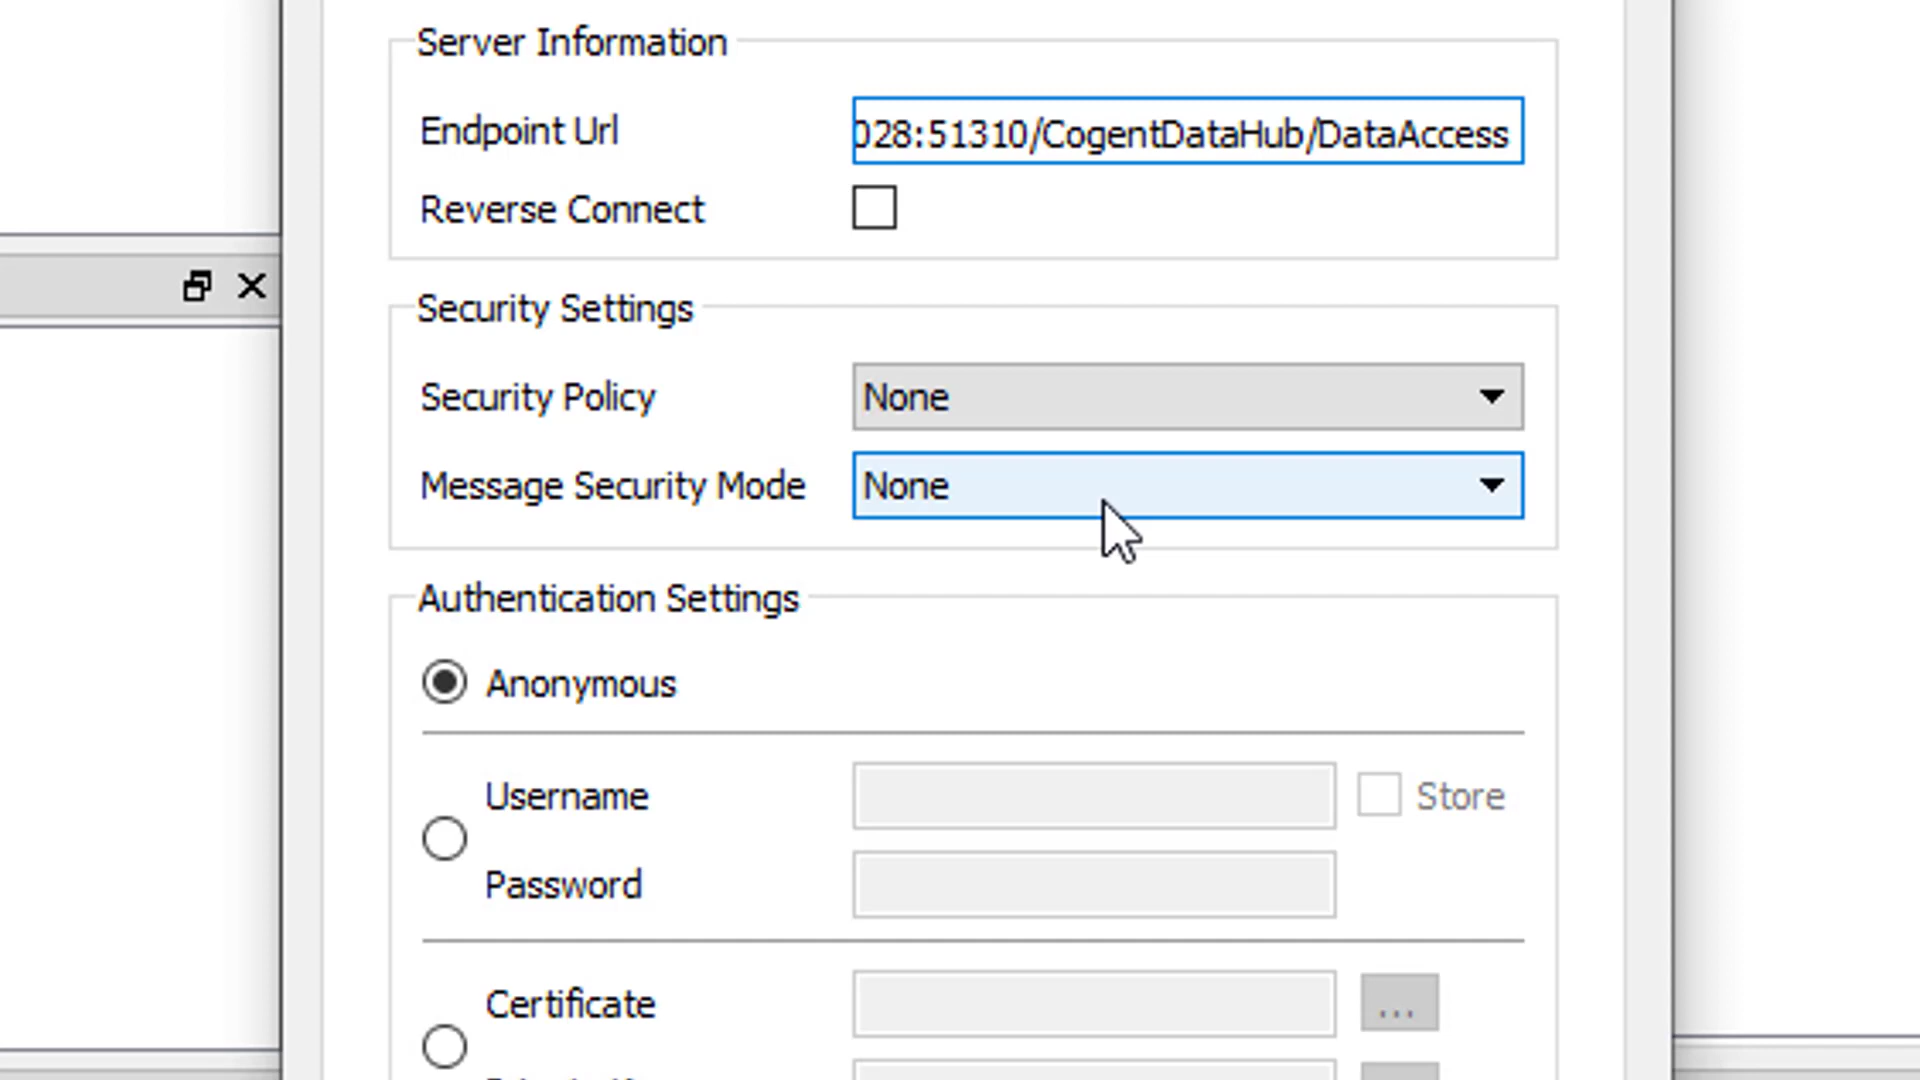 Server Information
Endpoint Url
028:51310/CogentDataHub/DataAccess
Reverse Connect
Security Settings
Security Policy
None
Message Security Mode
None
Authentication Settings
Anonymous
Username
Store
Password
Certificate
...